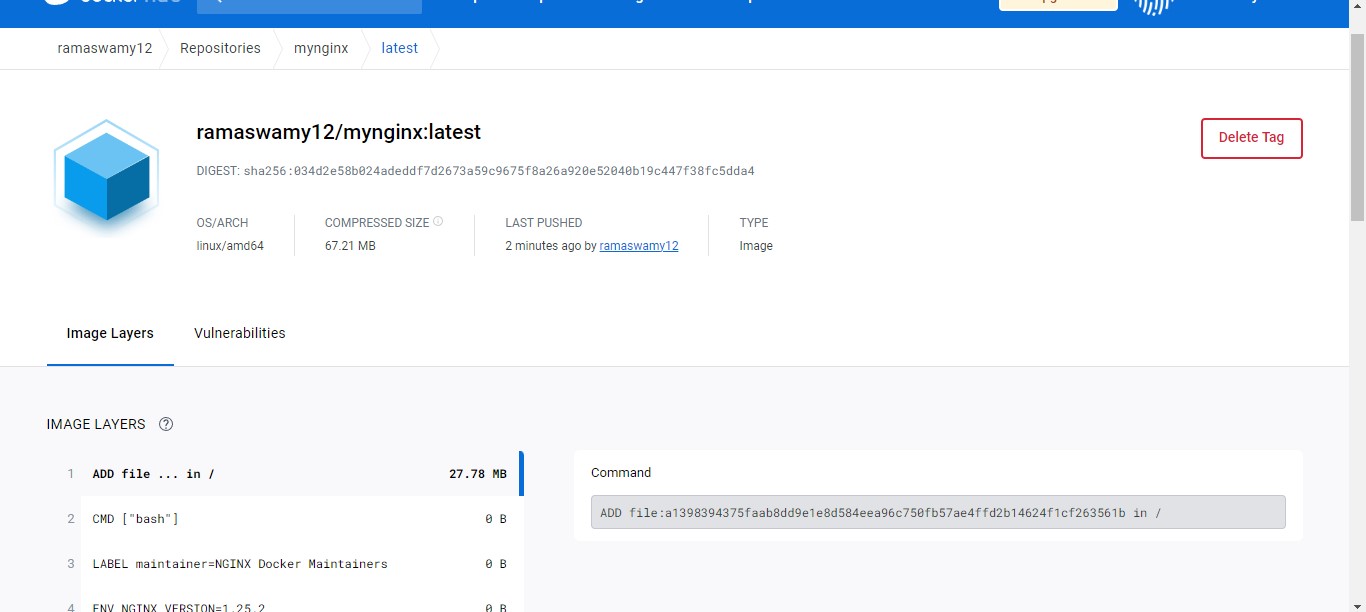 ramaswamy12 Repositories mynginx latest
ramaswamy12/mynginx:latest
Delete Tag
DIGEST: sha256:034d2e58b024adeddf7d2673a59c9675f8a26a920e52040b19c447f38fc5dda4
OS/ARCH COMPRESSED SIZE LAST PUSHED TYPE
linux/amd64 67.21 MB 2 minutes ago by ramaswamy12 Image
Image Layers Vulnerabilities
IMAGE LAYERS
1 ADD file ... in / 27.78 MB
Command
ADD file:a1398394375faab8dd9e1e8d584eea96c750fb57ae4ffd2b14624f1cf263561b in /
2 CMD ["bash"] 0 B
3 LABEL maintainer=NGINX Docker Maintainers 0 B
4 ENV NGINX_VERSION=1.25.2 0 B